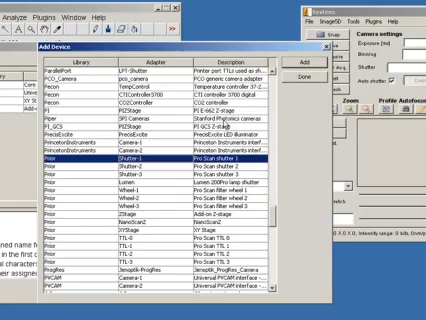 Analyze Plugins Window Help
Systems
File Image5D Tools Plugins Help
Snap
Camera settings
Exposure [ms]
Binning
Shutter
Auto shutter
Zoom
Profile
Autofocus
Add Device
Library Adapter Description
Add
Done
ParallelPort LPT-Shutter Printer port TTLs used as sh...
PCO_Camera pco_camera PCO generic camera adapter
Pecon TempControl Temperature controller 37-2...
Pecon CTIController3700 CTI controller 3700 digital
Pecon CO2Controller CO2 controller
PI PIZStage PI E-662 Z-stage
Piper SPI Cameras Stanford Photonics cameras
PI_GCS PIZStage PI GCS Z-stage
PrecisExcite PrecisExcite PrecisExcite LED illuminator
PrincetonInstruments Camera-1 Princeton Instruments interf...
PrincetonInstruments Camera-2 Princeton Instruments interf...
Prior Shutter-1 Pro Scan shutter 1
Prior Shutter-2 Pro Scan shutter 2
Prior Shutter-3 Pro Scan shutter 3
Prior Lumen Lumen 200Pro lamp shutter
Prior Wheel-1 Pro Scan filter wheel 1
Prior Wheel-2 Pro Scan filter wheel 2
Prior Wheel-3 Pro Scan filter wheel 3
Prior ZStage Add-on Z-stage
Prior NanoScanZ NanoScanZ
Prior XYStage XY Stage
Prior TTL-0 Pro Scan TTL 0
Prior TTL-1 Pro Scan TTL 1
Prior TTL-2 Pro Scan TTL 2
Prior TTL-3 Pro Scan TTL 3
ProgRes Jenoptik-ProgRes Jenoptik_ProgRes_Camera
PVCAM Camera-1 Universal PVCAM interface -...
PVCAM Camera-2 Universal PVCAM interface -...